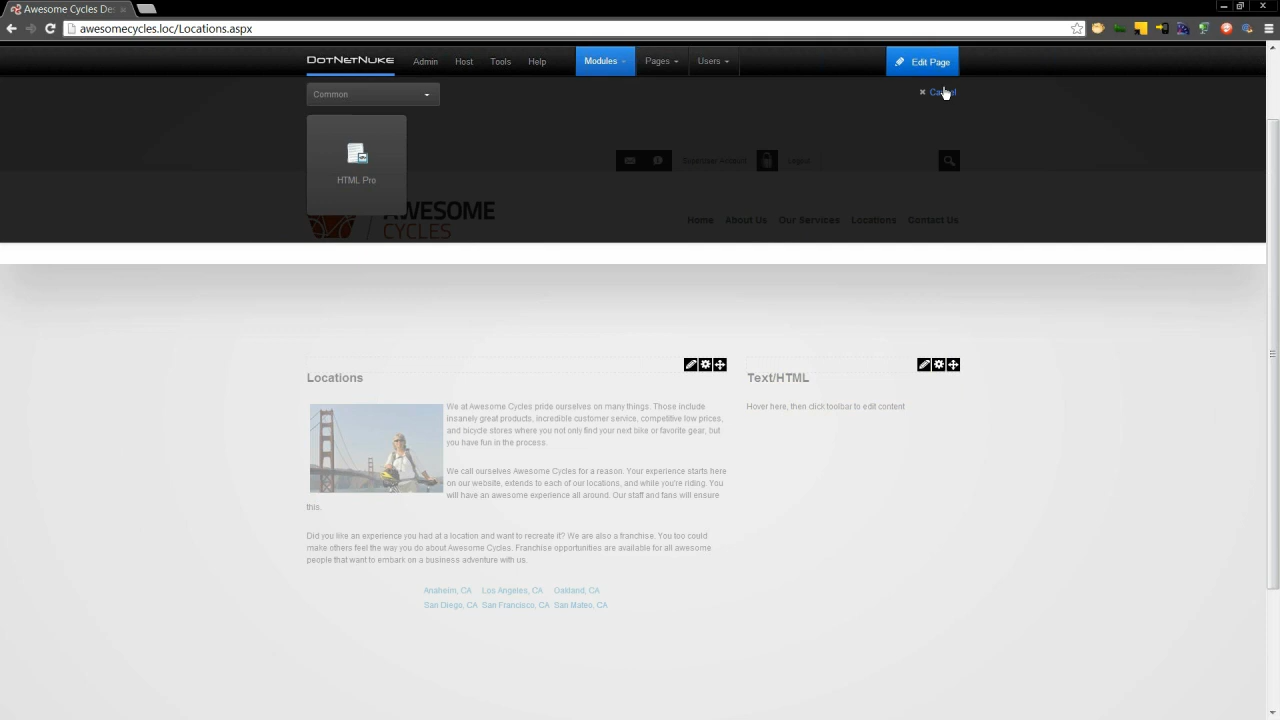 Awesome Cycles De
awesomecycles.loc/Locations.aspx
DOTNETNUKE Admin Host Tools Help Modules Pages Users Edit Page
Common
Cancel
HTML Pro
SuperUser Account Logout
AWESOME
CYCLES
Home About Us Our Services Locations Contact Us
Locations
We at Awesome Cycles pride ourselves on many things. Those include
insanely great products, incredible customer service, competitive low prices,
and bicycle stores where you not only find your next bike or favorite gear, but
you have fun in the process.
We call ourselves Awesome Cycles for a reason. Your experience starts here
on our website, extends to each of our locations, and while you're riding. You
will have an awesome experience all around. Our staff and fans will ensure
this.
Did you like an experience you had at a location and want to recreate it? We are also a franchise. You too could
make others feel the way you do about Awesome Cycles. Franchise opportunities are available for all awesome
people that want to embark on a business adventure with us.
Anaheim, CA Los Angeles, CA Oakland, CA
San Diego, CA San Francisco, CA San Mateo, CA
Text/HTML
Hover here, then click toolbar to edit content